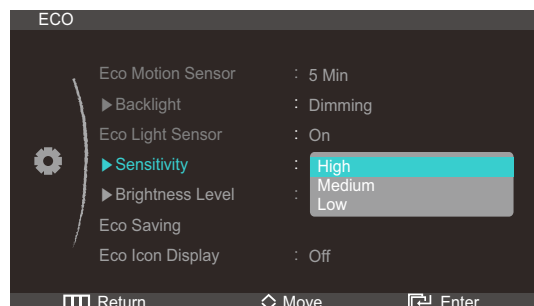 ECO
Eco Motion Sensor : 5 Min
▶Backlight : Dimming
Eco Light Sensor : On
▶Sensitivity : High
Medium
▶Brightness Level : Low
Eco Saving
Eco Icon Display : Off
Return Move Enter